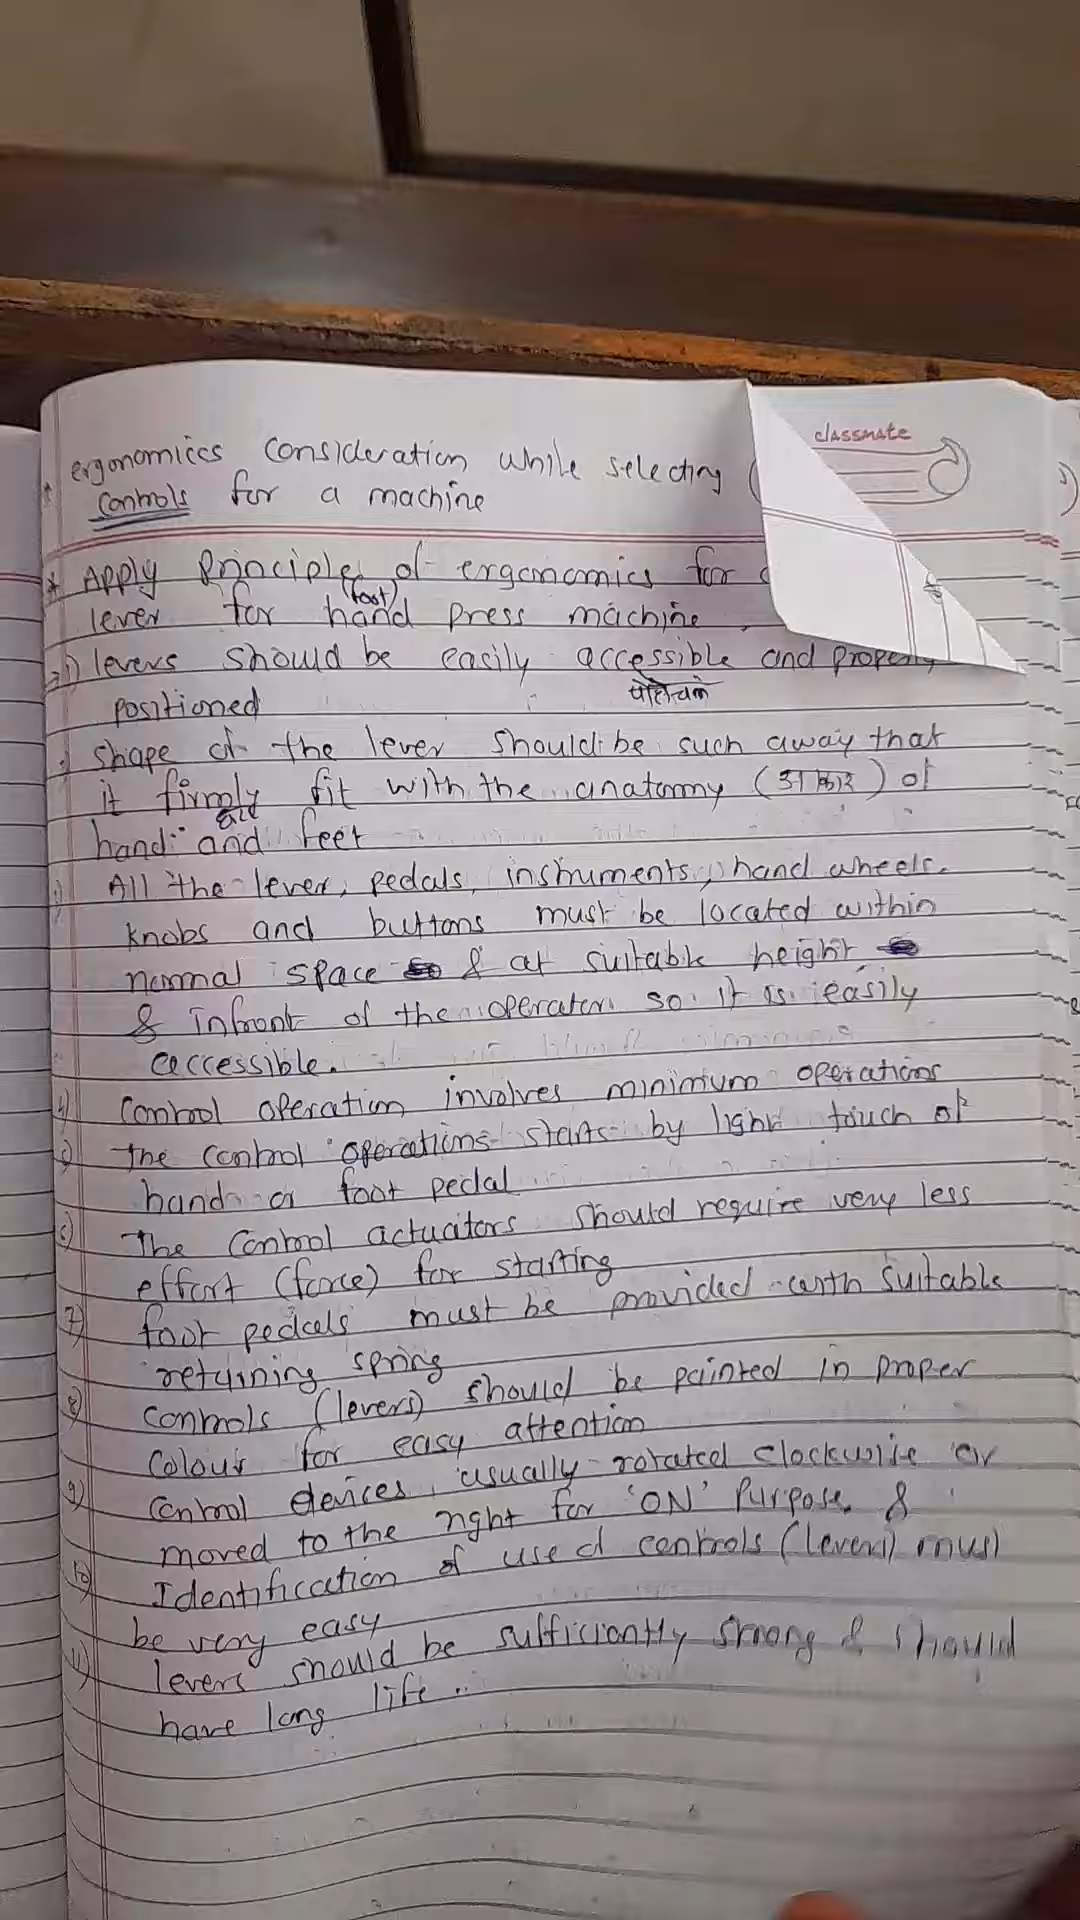 classmate
ergonomiccs consideration while selecting
controls for a machine
* Apply principle of ergonomics for
(foot)
lever for hand press machine
1) levers should be easily accessible and properly
positioned
shape of the lever should be such away that
it firmly fit with the anatomy (आकार) of
hand and feet
All the lever, pedals, instruments, hand wheels,
knobs and buttons must be located within
normal space & at suitable height
& infront of the operator so it is easily
accessible.
4) control operation involves minimum operations
the control operations starts by light touch of
hand or foot pedal
The control actuators should require very less
effort (force) for starting
7) foot pedals must be provided with suitable
returning spring
8) controls (levers) should be painted in proper
colour for easy attention
9) control devices, usually rotated clockwise or
moved to the right for 'ON' purpose &
10) Identification of used controls (levers) must
be very easy
11) levers should be sufficiantly strong & should
have long life..